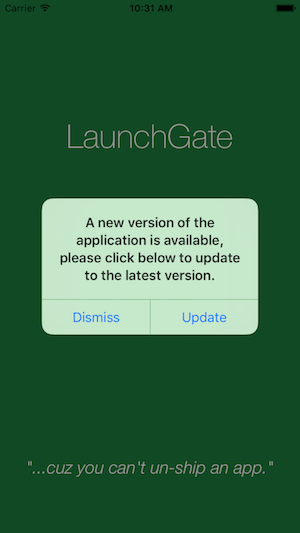 Carrier 10:31 AM
LaunchGate
A new version of the
application is available,
please click below to update
to the latest version.
Dismiss Update
"...cuz you can't un-ship an app."